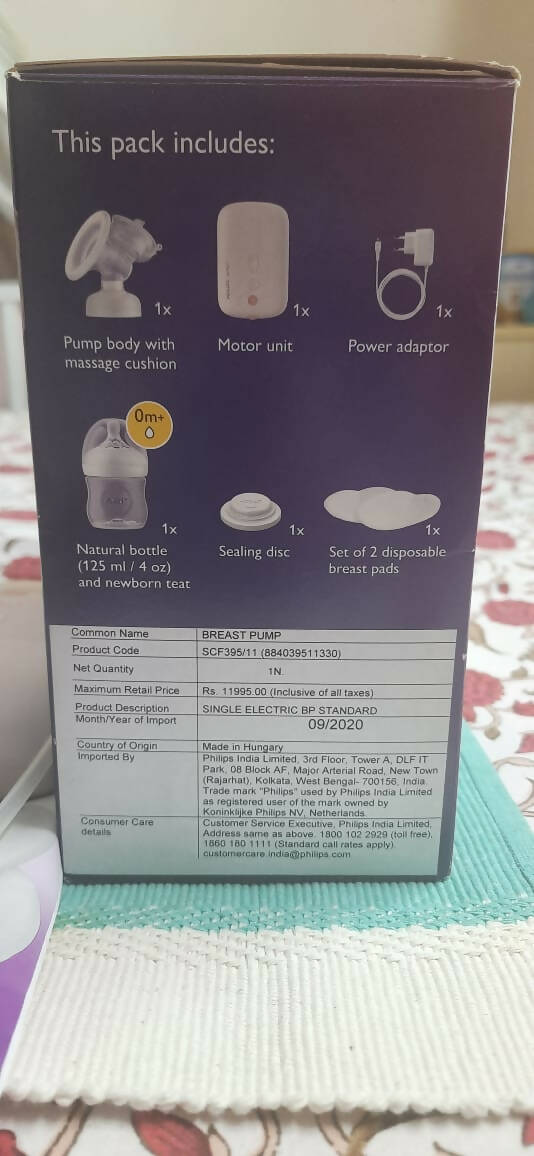 This pack includes:
1x
1x
1x
Pump body with
massage cushion
Motor unit
Power adaptor
0m+
1x
1x
1x
Natural bottle
(125 ml / 4 oz)
and newborn teat
Sealing disc
Set of 2 disposable
breast pads
Common Name BREAST PUMP
Product Code SCF395/11 (884039511330)
Net Quantity 1N.
Maximum Retail Price Rs. 11995.00 (Inclusive of all taxes)
Product Description SINGLE ELECTRIC BP STANDARD
Month/Year of Import 09/2020
Country of Origin Made in Hungary
Imported By Philips India Limited, 3rd Floor, Tower A, DLF IT
Park, 08 Block AF, Major Arterial Road, New Town
(Rajarhat), Kolkata, West Bengal- 700156, India.
Trade mark "Philips" used by Philips India Limited
as registered user of the mark owned by
Koninklijke Philips NV, Netherlands.
Consumer Care Customer Service Executive, Philips India Limited,
details Address same as above. 1800 102 2929 (toll free),
1860 180 1111 (Standard call rates apply).
customercare.india@philips.com